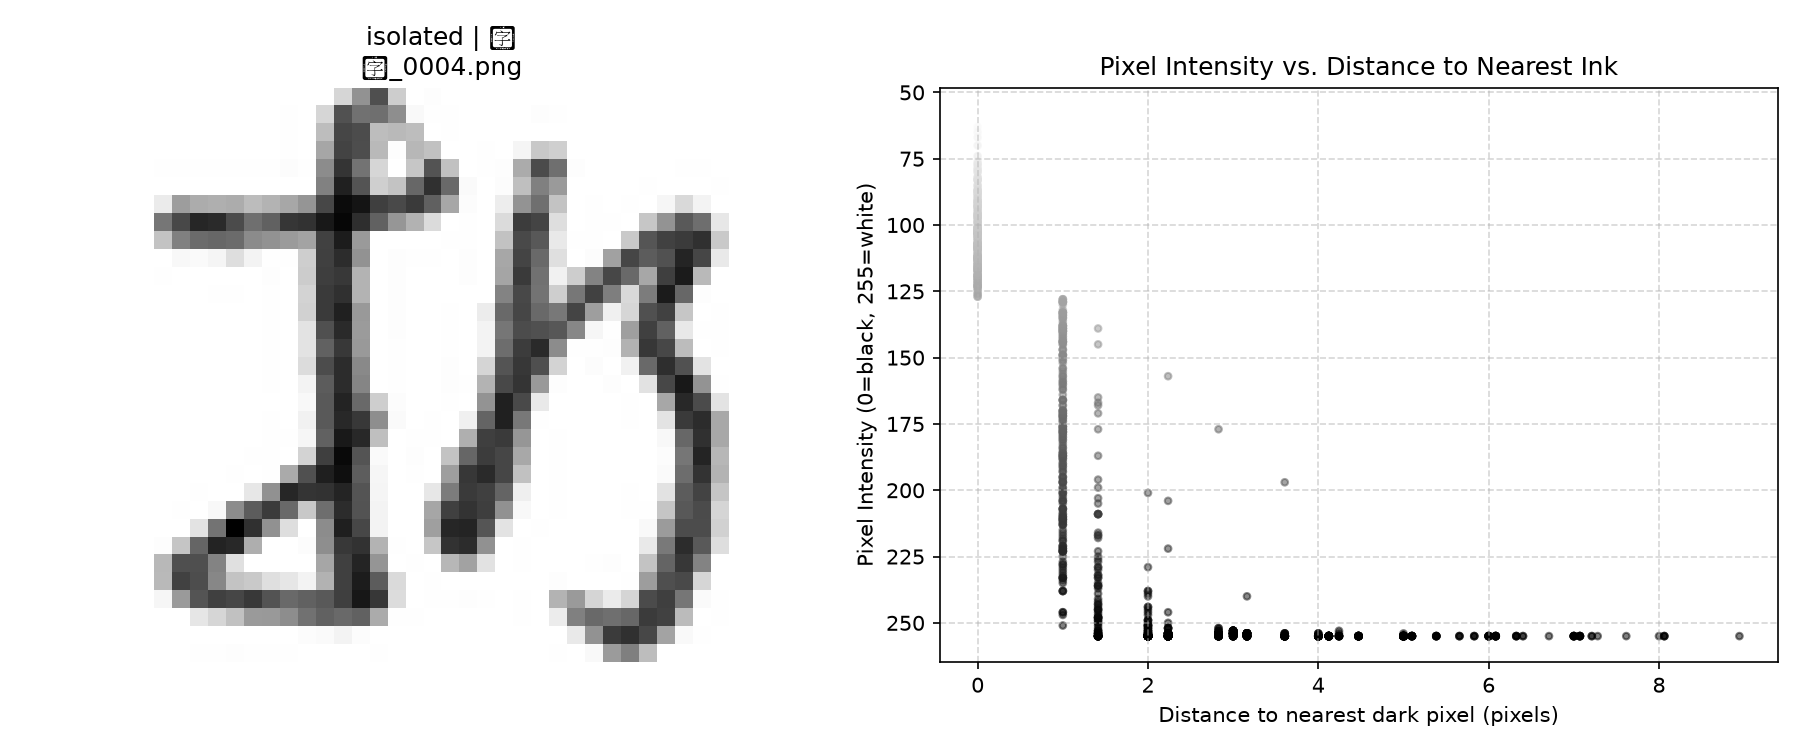 isolated |
_0004.png
Pixel Intensity vs. Distance to Nearest Ink
Pixel Intensity (0=black, 255=white)
50
75
100
125
150
175
200
225
250
0 2 4 6 8
Distance to nearest dark pixel (pixels)